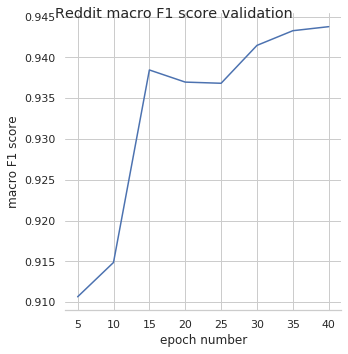 Reddit macro F1 score validation
0.945
0.940
0.935
0.930
0.925
0.920
0.915
0.910
macro F1 score
5 10 15 20 25 30 35 40
epoch number